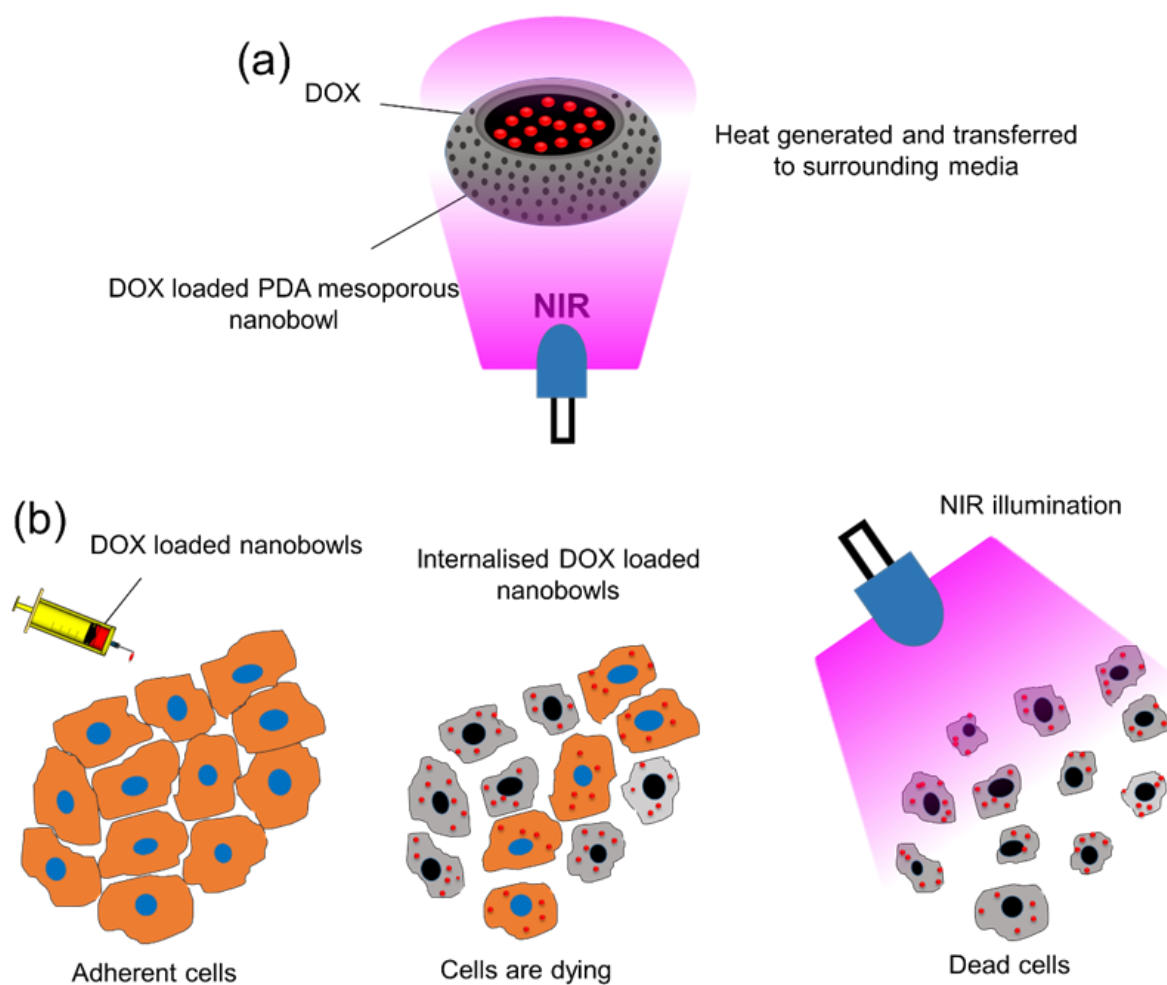 (a)
DOX
Heat generated and transferred
to surrounding media
DOX loaded PDA mesoporous
nanobowl
NIR
(b)
DOX loaded nanobowls
Internalised DOX loaded
nanobowls
NIR illumination
Adherent cells
Cells are dying
Dead cells